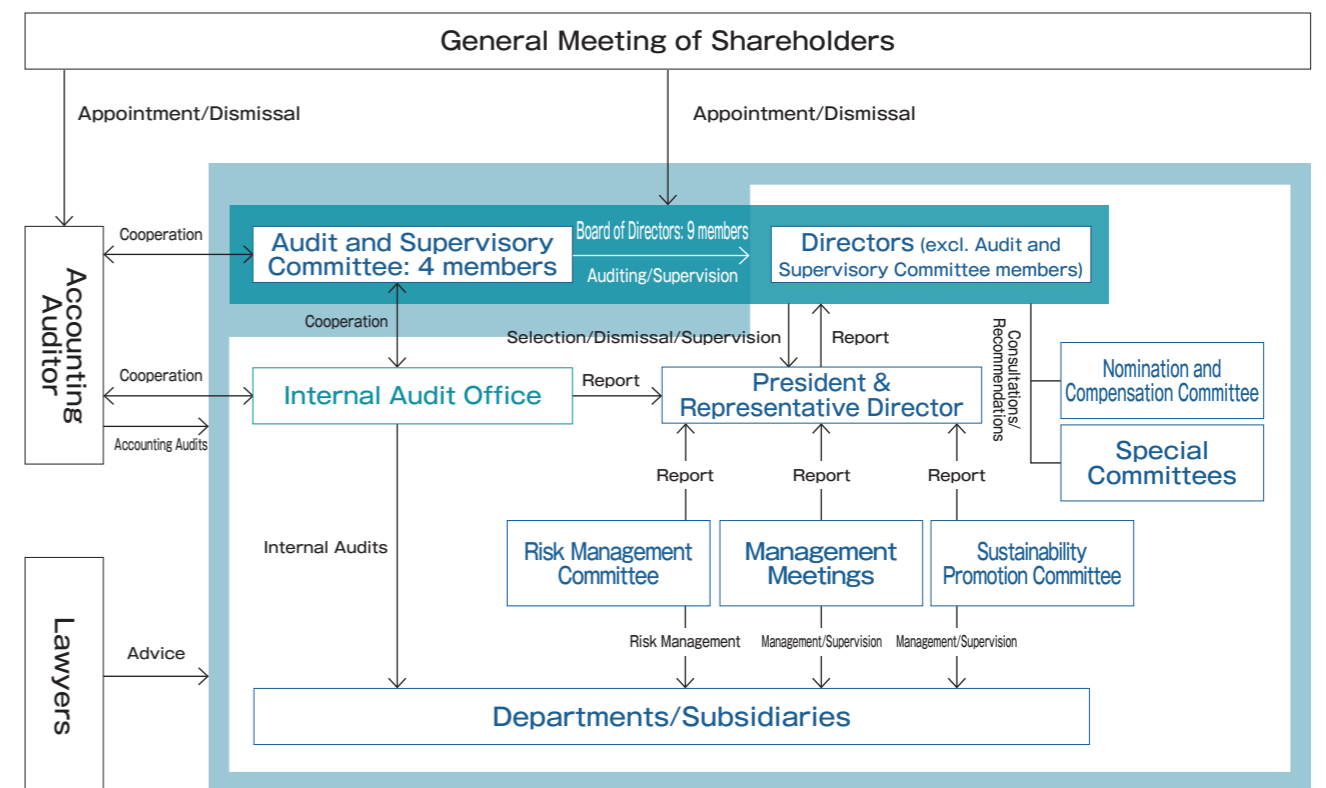 General Meeting of Shareholders
Appointment/Dismissal
Appointment/Dismissal
Cooperation
Audit and Supervisory
Committee: 4 members
Board of Directors: 9 members
Auditing/Supervision
Directors (excl. Audit and
Supervisory Committee members)
Accounting
Auditor
Cooperation
Selection/Dismissal/Supervision
Report
Consultations/
Recommendations
Cooperation
Internal Audit Office
Report
President &
Representative Director
Nomination and
Compensation Committee
Accounting Audits
Special
Committees
Report
Report
Report
Internal Audits
Risk Management
Committee
Management
Meetings
Sustainability
Promotion Committee
Lawyers
Advice
Risk Management
Management/Supervision
Management/Supervision
Departments/Subsidiaries